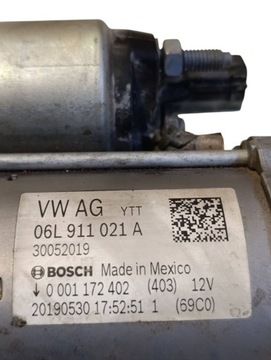 VW AG YTT
06L 911 021 A
30052019
BOSCH Made in Mexico
↓ 0 001 172 402 (403) 12V
20190530 17:52:51 1 (69C0)